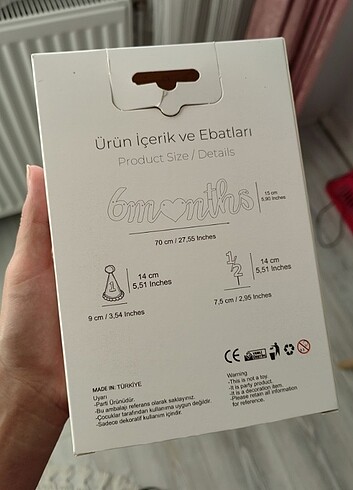 Ürün İçerik ve Ebatları
Product Size / Details
6months
15 cm
5,90 Inches
70 cm / 27,55 Inches
1
14 cm
5,51 Inches
9 cm / 3,54 Inches
1/2
14 cm
5,51 Inches
7,5 cm / 2,95 Inches
CE
MADE IN: TÜRKİYE
Uyarı
-Parti Ürünüdür.
-Bu ambalajı referans olarak saklayınız.
-Çocuklar tarafından kullanıma uygun değildir.
-Sadece dekoratif kullanım içindir.
Warning
-This is not a toy.
-It is party product.
-It is a decoration item.
-Please retain all information
for reference.